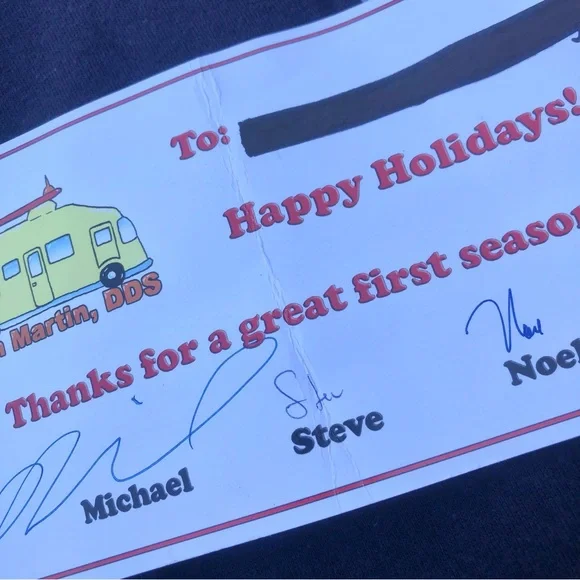 To:
Happy Holidays!
Martin, DDS
Thanks for a great first season
Michael
Steve
Noel